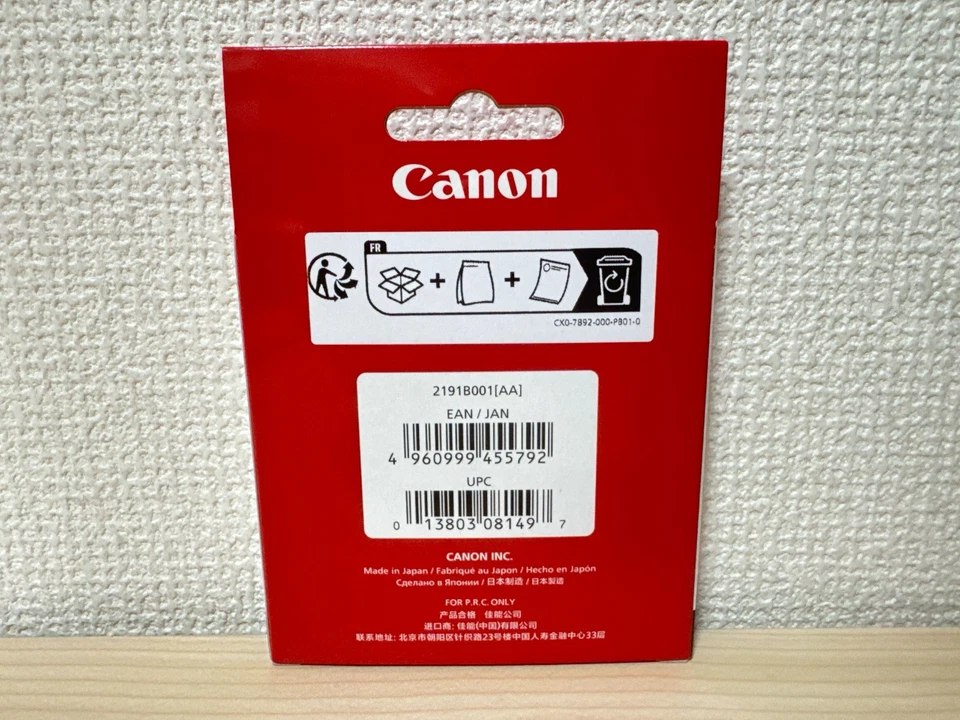 Canon
FR
CX0-7892-000-PB01-0
2191B001[AA]
EAN / JAN
4 960999 455792
UPC
0 13803 08149 7
CANON INC.
Made in Japan / Fabriqué au Japon / Hecho en Japón
Сделано в Японии / 日本制造 / 日本製造
FOR P.R.C. ONLY
产品合格 佳能公司
进口商: 佳能(中国)有限公司
联系地址: 北京市朝阳区针织路23号楼中国人寿金融中心33层